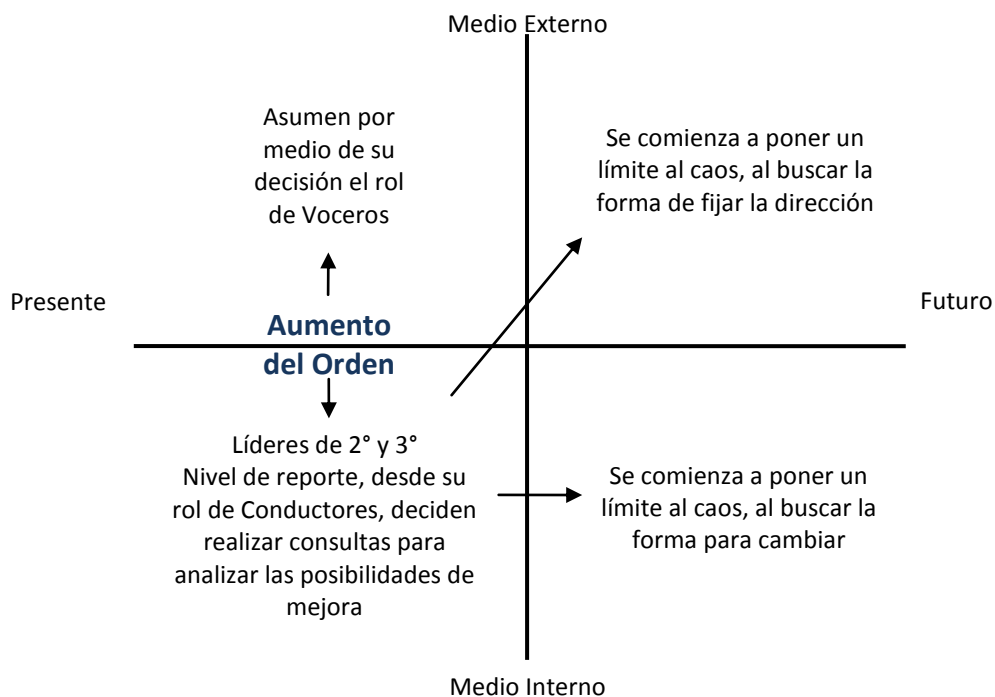 Medio Externo
Asumen por
medio de su
decisión el rol
de Voceros
Se comienza a poner un
límite al caos, al buscar la
forma de fijar la dirección
Presente
Futuro
Aumento
del Orden
Líderes de 2° y 3°
Nivel de reporte, desde su
rol de Conductores, deciden
realizar consultas para
analizar las posibilidades de
mejora
Se comienza a poner un
límite al caos, al buscar la
forma para cambiar
Medio Interno